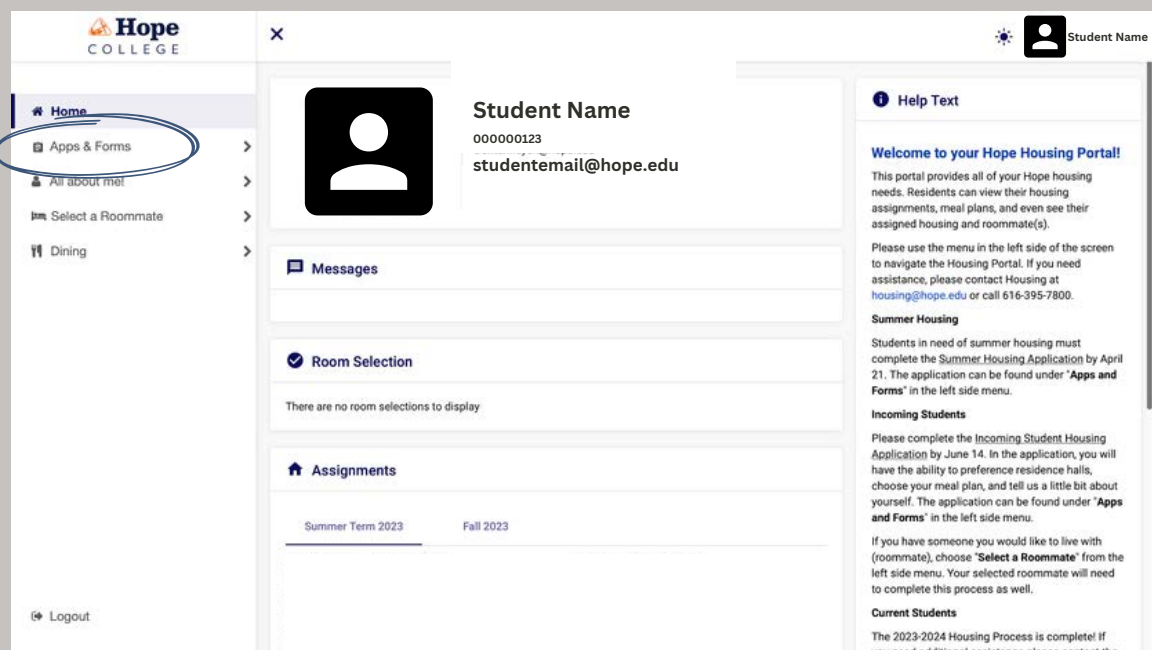 Hope
COLLEGE
Student Name
Home
Apps & Forms
All about me!
Select a Roommate
Dining
Logout
Student Name
000000123
studentemail@hope.edu
Messages
Room Selection
There are no room selections to display
Assignments
Summer Term 2023
Fall 2023
Help Text
Welcome to your Hope Housing Portal!
This portal provides all of your Hope housing
needs. Residents can view their housing
assignments, meal plans, and even see their
assigned housing and roommate(s).
Please use the menu in the left side of the screen
to navigate the Housing Portal. If you need
assistance, please contact Housing at
housing@hope.edu or call 616-395-7800.
Summer Housing
Students in need of summer housing must
complete the Summer Housing Application by April
21. The application can be found under "Apps and
Forms" in the left side menu.
Incoming Students
Please complete the Incoming Student Housing
Application by June 14. In the application, you will
have the ability to preference residence halls,
choose your meal plan, and tell us a little bit about
yourself. The application can be found under "Apps
and Forms" in the left side menu.
If you have someone you would like to live with
(roommate), choose "Select a Roommate" from the
left side menu. Your selected roommate will need
to complete this process as well.
Current Students
The 2023-2024 Housing Process is complete! If